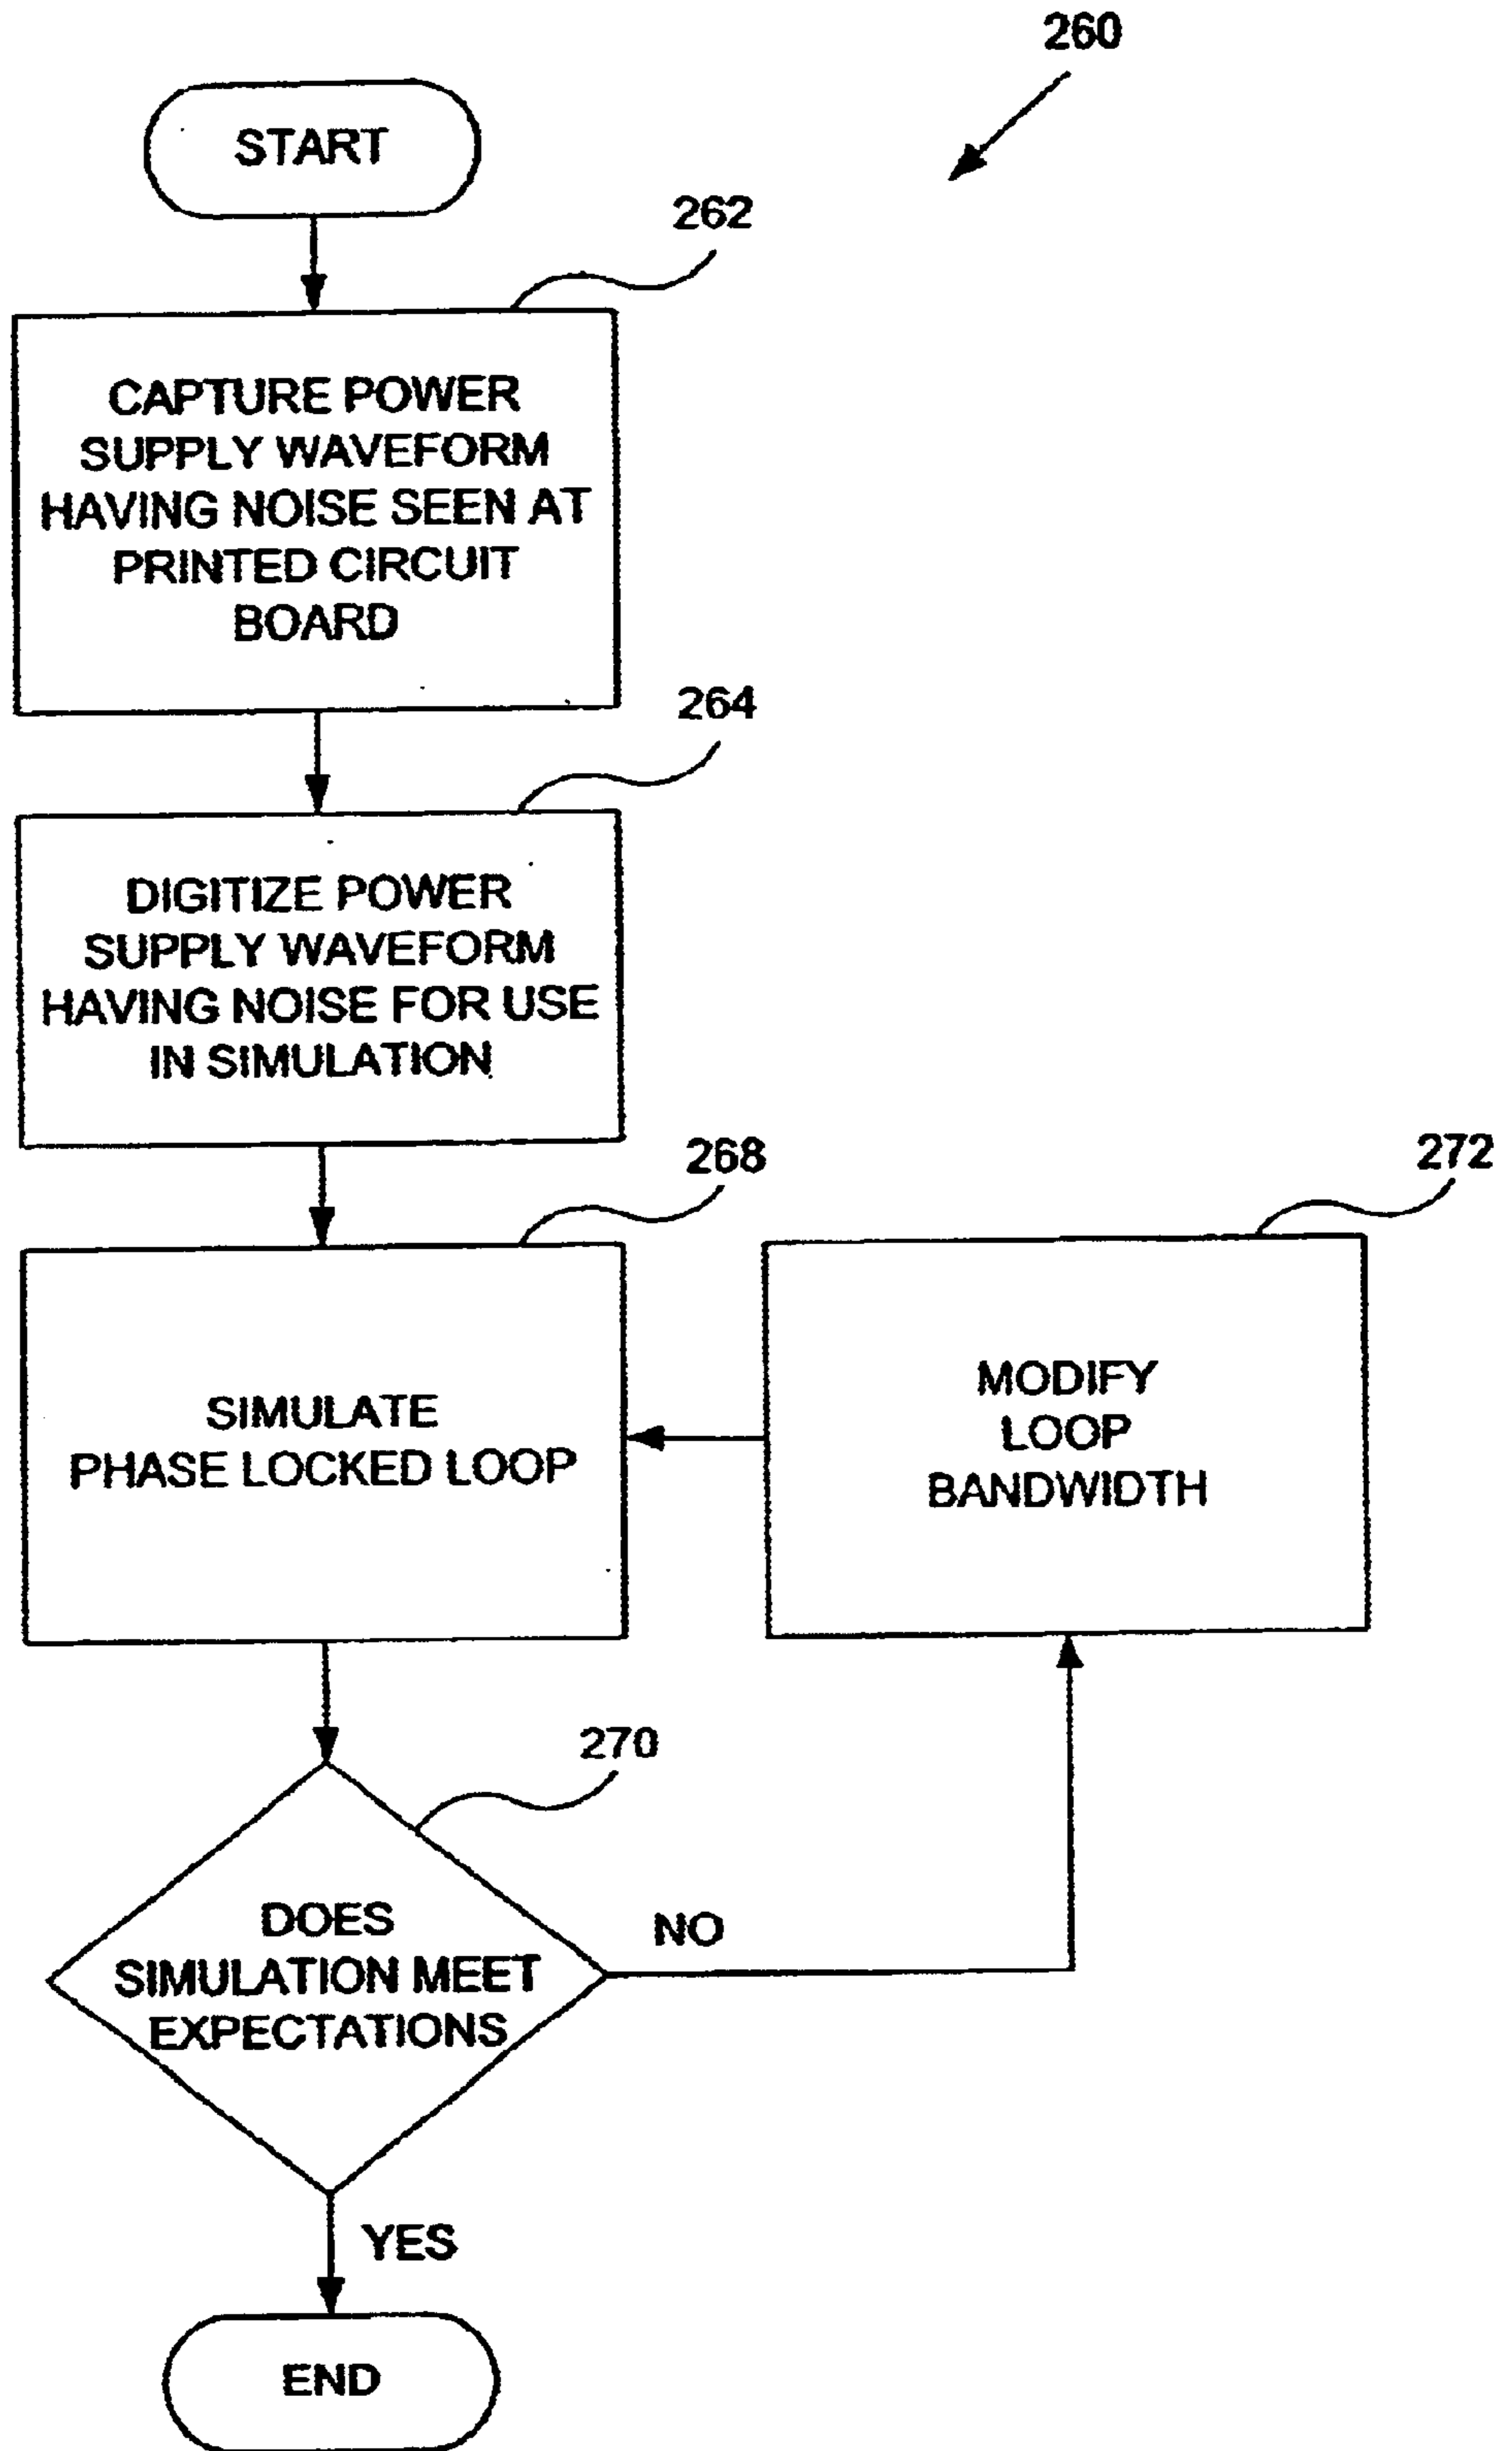 260
START
262
CAPTURE POWER
SUPPLY WAVEFORM
HAVING NOISE SEEN AT
PRINTED CIRCUIT
BOARD
264
DIGITIZE POWER
SUPPLY WAVEFORM
HAVING NOISE FOR USE
IN SIMULATION
268
SIMULATE
PHASE LOCKED LOOP
272
MODIFY
LOOP
BANDWIDTH
270
DOES
SIMULATION MEET
EXPECTATIONS
NO
YES
END